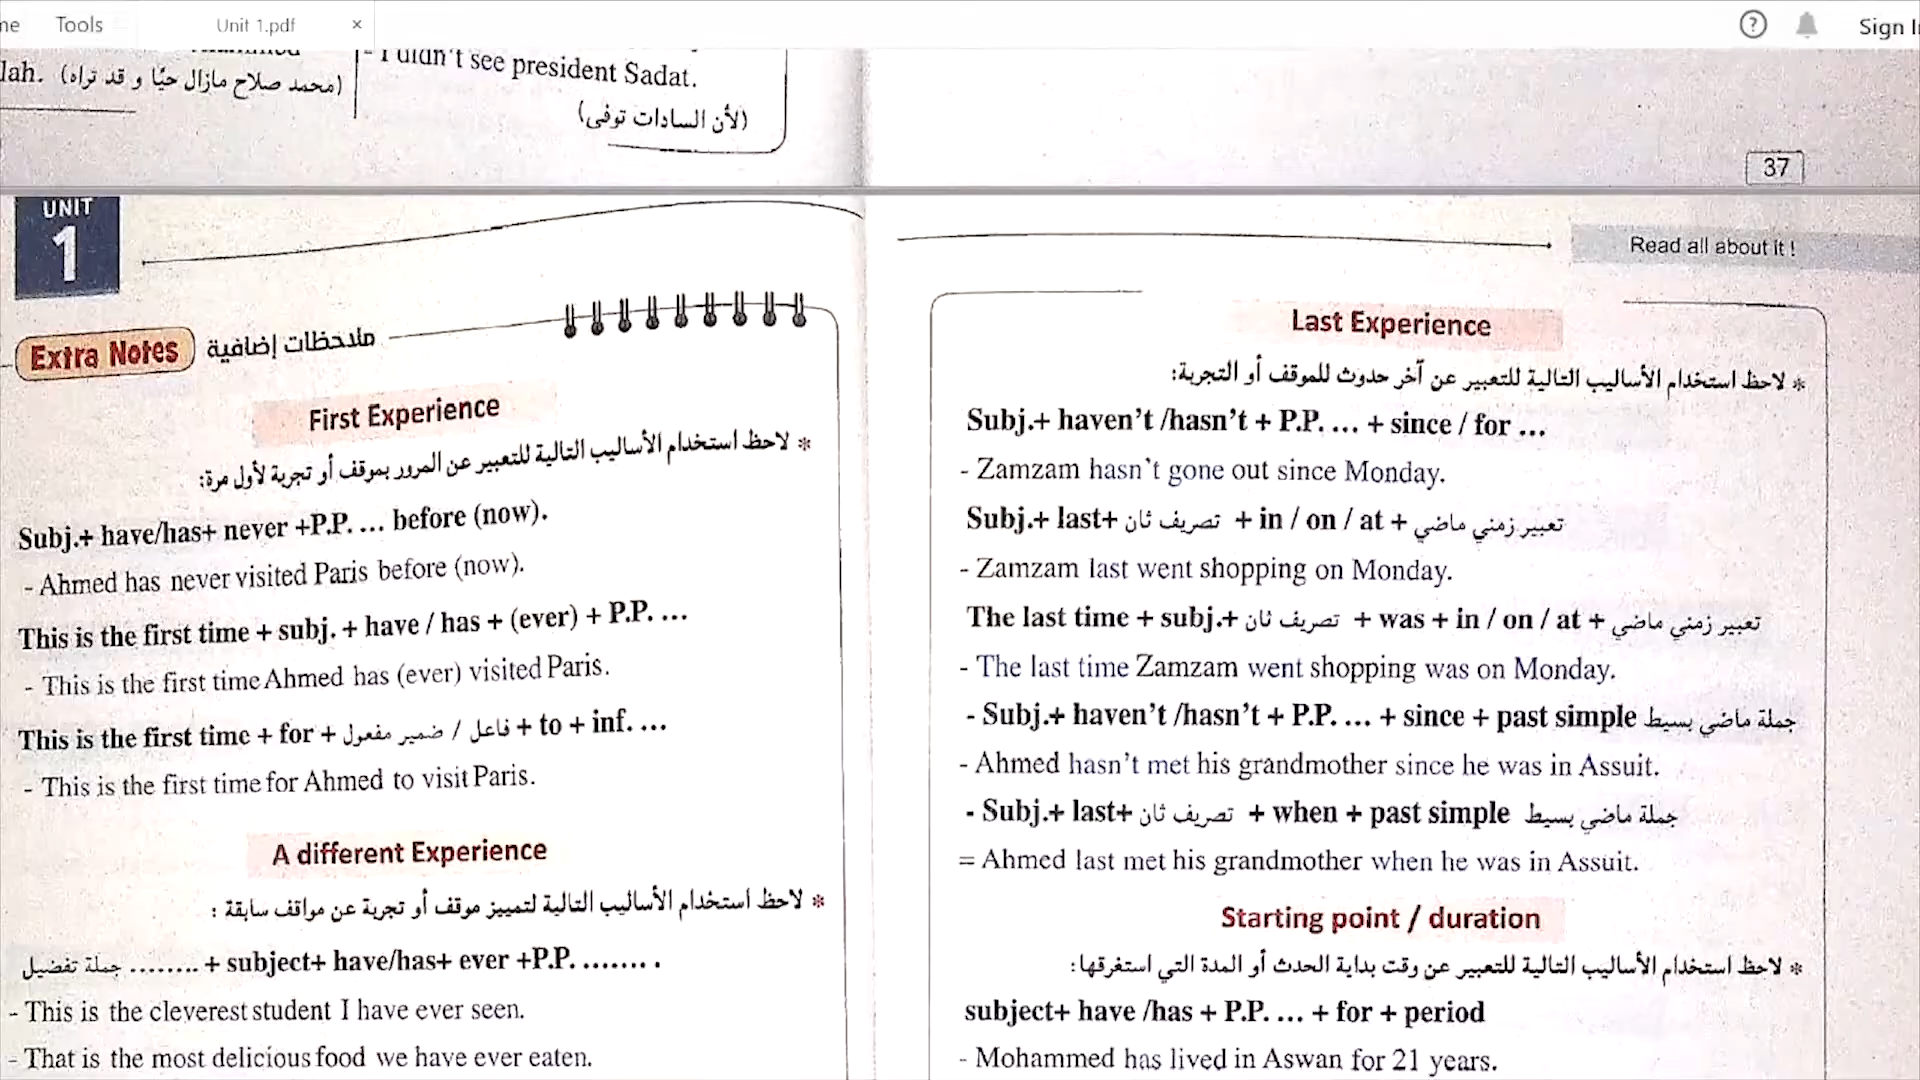 Tools
Unit 1.pdf
×
?
Sign I
lah. (محمد صلاح مازال حيًا و قد تراه)
- I didn't see president Sadat.
(لأن السادات توفى)
37
UNIT
1
Extra Notes ملاحظات إضافية
First Experience
* لاحظ استخدام الأساليب التالية للتعبير عن المرور بموقف أو تجربة لأول مرة:
Subj.+ have/has+ never +P.P. ... before (now).
- Ahmed has never visited Paris before (now).
This is the first time + subj. + have / has + (ever) + P.P. ...
- This is the first time Ahmed has (ever) visited Paris.
This is the first time + for + فاعل / ضمير مفعول + to + inf. ...
- This is the first time for Ahmed to visit Paris.
A different Experience
* لاحظ استخدام الأساليب التالية لتمييز موقف أو تجربة عن مواقف سابقة :
جملة تفضيل ........ + subject+ have/has+ ever +P.P. ....... .
- This is the cleverest student I have ever seen.
- That is the most delicious food we have ever eaten.
Read all about it !
Last Experience
* لاحظ استخدام الأساليب التالية للتعبير عن آخر حدوث للموقف أو التجربة:
Subj.+ haven't /hasn't + P.P. ... + since / for ...
- Zamzam hasn't gone out since Monday.
Subj.+ last+ تصريف ثان + in / on / at + تعبير زمني ماضي
- Zamzam last went shopping on Monday.
The last time + subj.+ تصريف ثان + was + in / on / at + تعبير زمني ماضي
- The last time Zamzam went shopping was on Monday.
- Subj.+ haven't /hasn't + P.P. ... + since + past simple جملة ماضي بسيط
- Ahmed hasn't met his grandmother since he was in Assuit.
- Subj.+ last+ تصريف ثان + when + past simple جملة ماضي بسيط
= Ahmed last met his grandmother when he was in Assuit.
Starting point / duration
* لاحظ استخدام الأساليب التالية للتعبير عن وقت بداية الحدث أو المدة التي استغرقها:
subject+ have /has + P.P. ... + for + period
- Mohammed has lived in Aswan for 21 years.